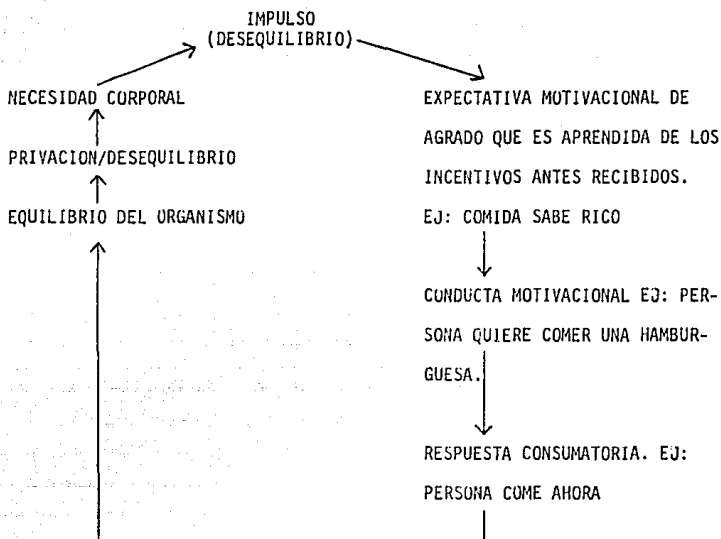 IMPULSO
(DESEQUILIBRIO)
NECESIDAD CORPORAL
PRIVACION/DESEQUILIBRIO
EQUILIBRIO DEL ORGANISMO
EXPECTATIVA MOTIVACIONAL DE
AGRADO QUE ES APRENDIDA DE LOS
INCENTIVOS ANTES RECIBIDOS.
EJ: COMIDA SABE RICO
CONDUCTA MOTIVACIONAL EJ: PER-
SONA QUIERE COMER UNA HAMBUR-
GUESA.
RESPUESTA CONSUMATORIA. EJ:
PERSONA COME AHORA